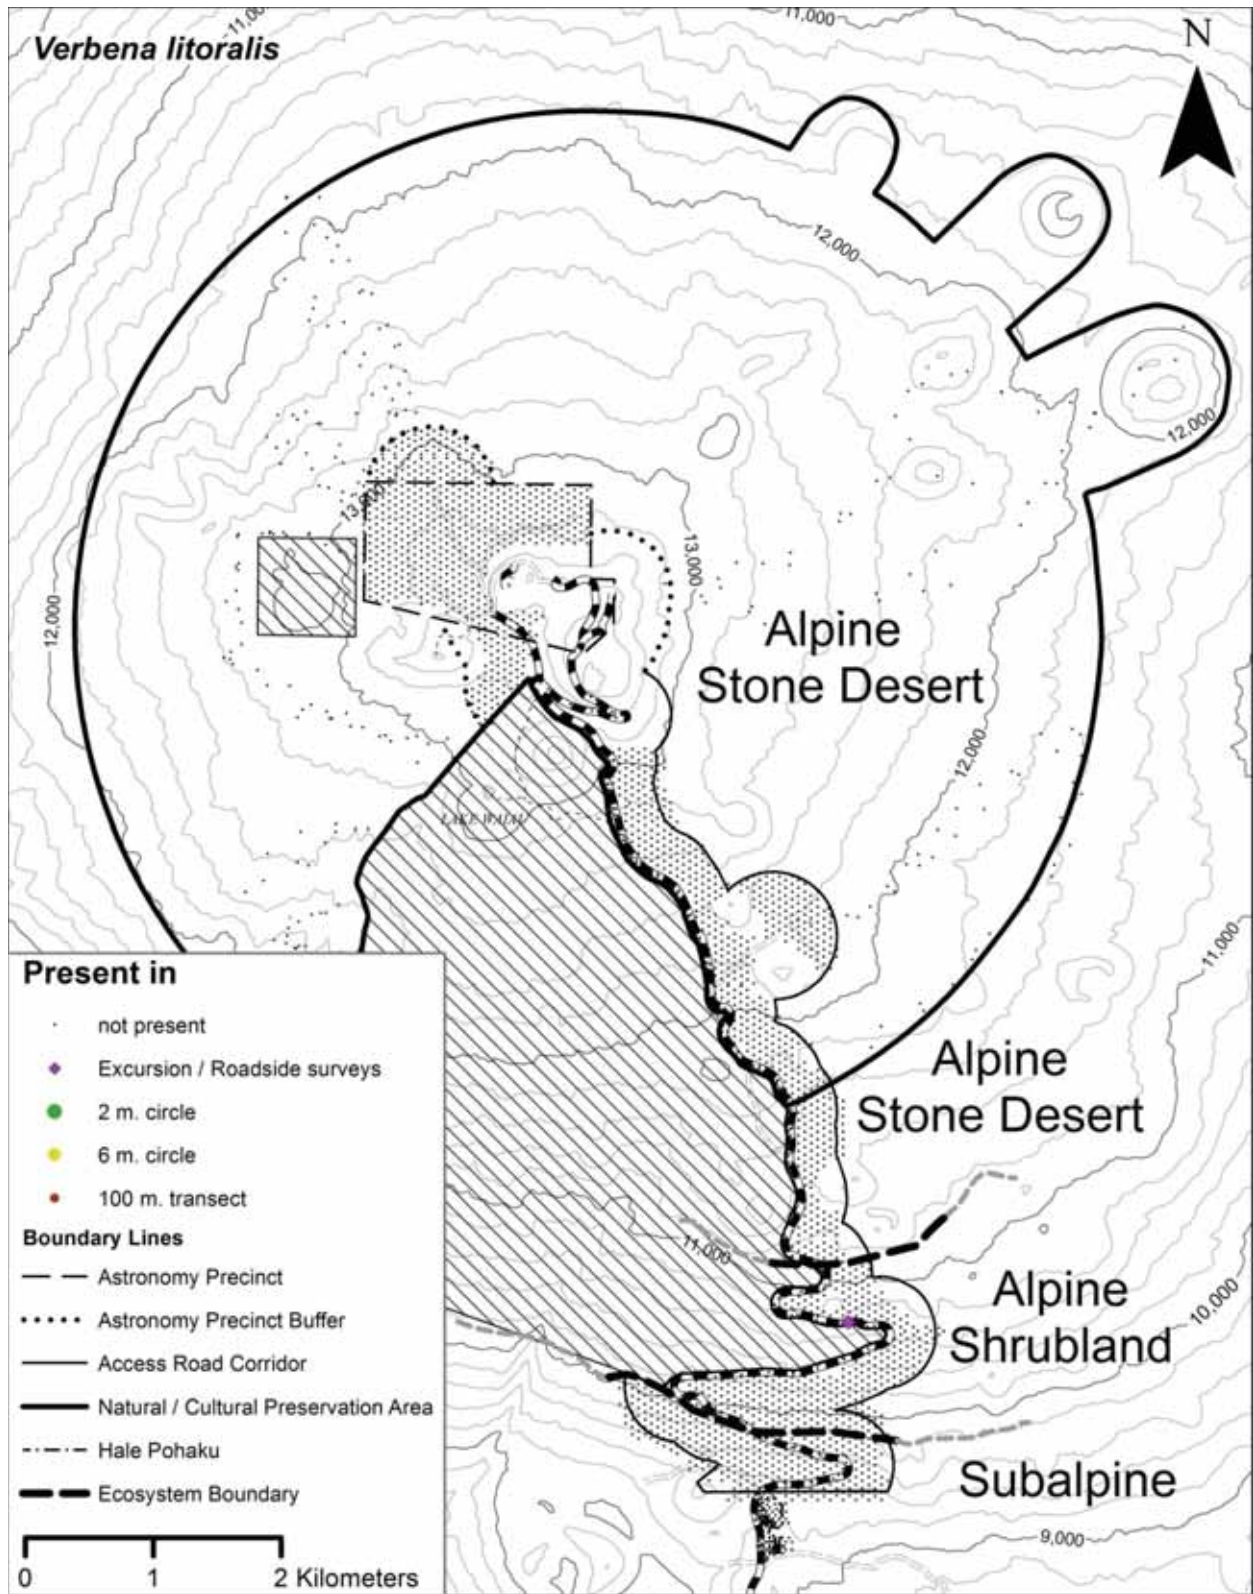 11,000
11,000
Verbena litoralis
N
12,000
12,000
13,000
13,000
12,000
Alpine
Stone Desert
12,000
LAKE WAIAU
11,000
Present in
not present
Excursion / Roadside surveys
2 m. circle
6 m. circle
100 m. transect
Boundary Lines
Astronomy Precinct
Astronomy Precinct Buffer
Access Road Corridor
Natural / Cultural Preservation Area
Hale Pohaku
Ecosystem Boundary
0 1 2 Kilometers
Alpine
Stone Desert
11,000
Alpine
Shrubland
10,000
Subalpine
9,000